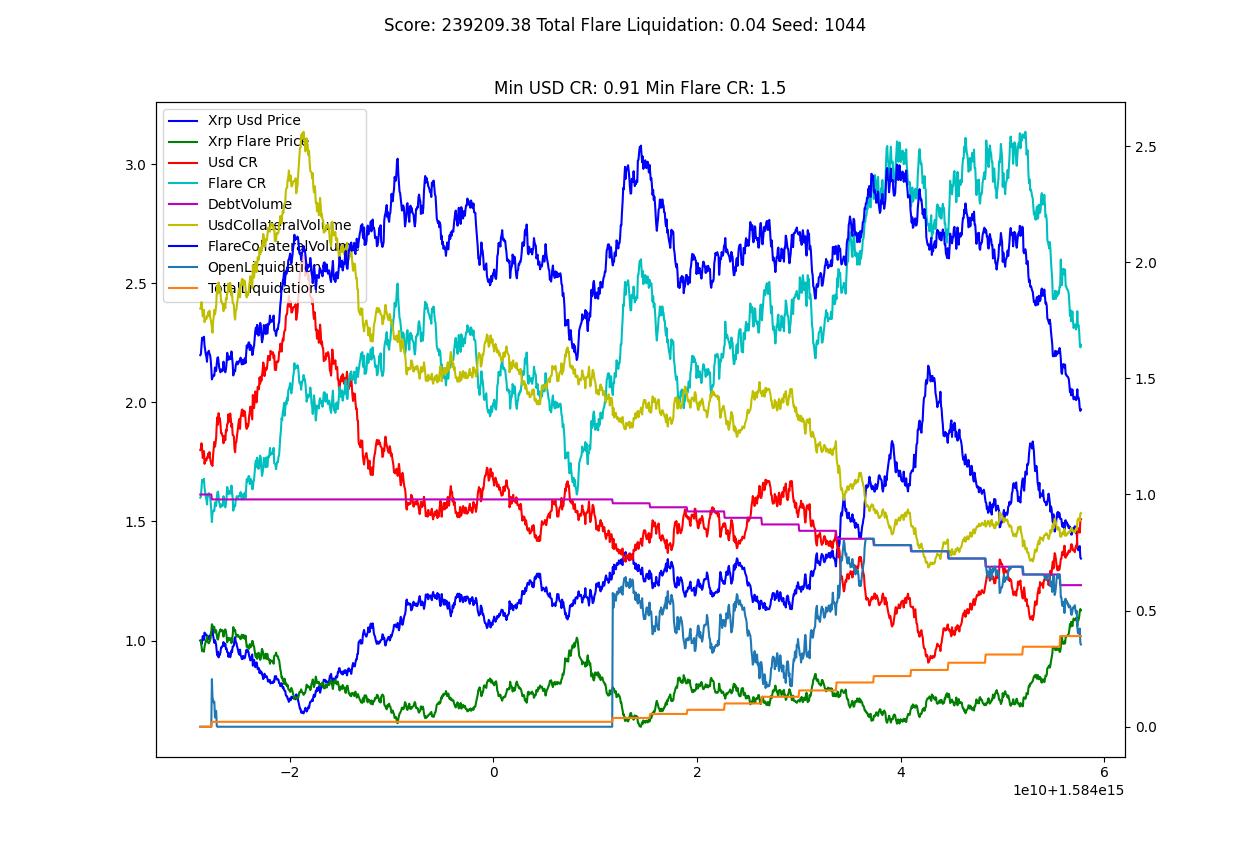 Score: 239209.38 Total Flare Liquidation: 0.04 Seed: 1044
Min USD CR: 0.91 Min Flare CR: 1.5
Xrp Usd Price
Xrp Flare Price
Usd CR
Flare CR
DebtVolume
UsdCollateralVolume
FlareCollateralVolume
OpenLiquidations
TotalLiquidations
3.0
2.5
2.0
1.5
1.0
2.5
2.0
1.5
1.0
0.5
0.0
−2
0
2
4
6
1e10+1.584e15